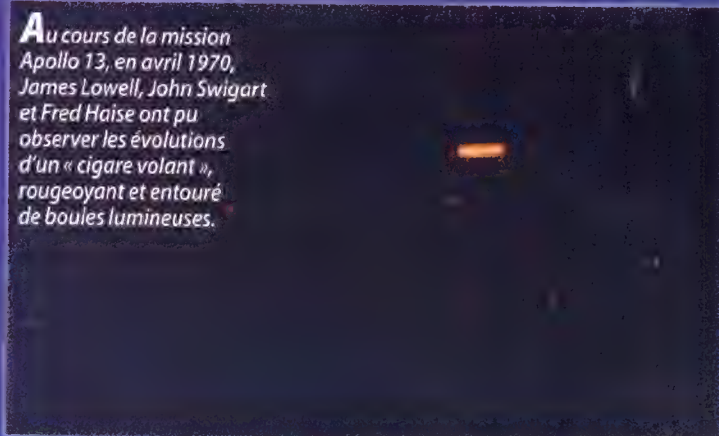 Au cours de la mission
Apollo 13, en avril 1970,
James Lowell, John Swigart
et Fred Haise ont pu
observer les évolutions
d'un « cigare volant »,
rougeoyant et entouré
de boules lumineuses.